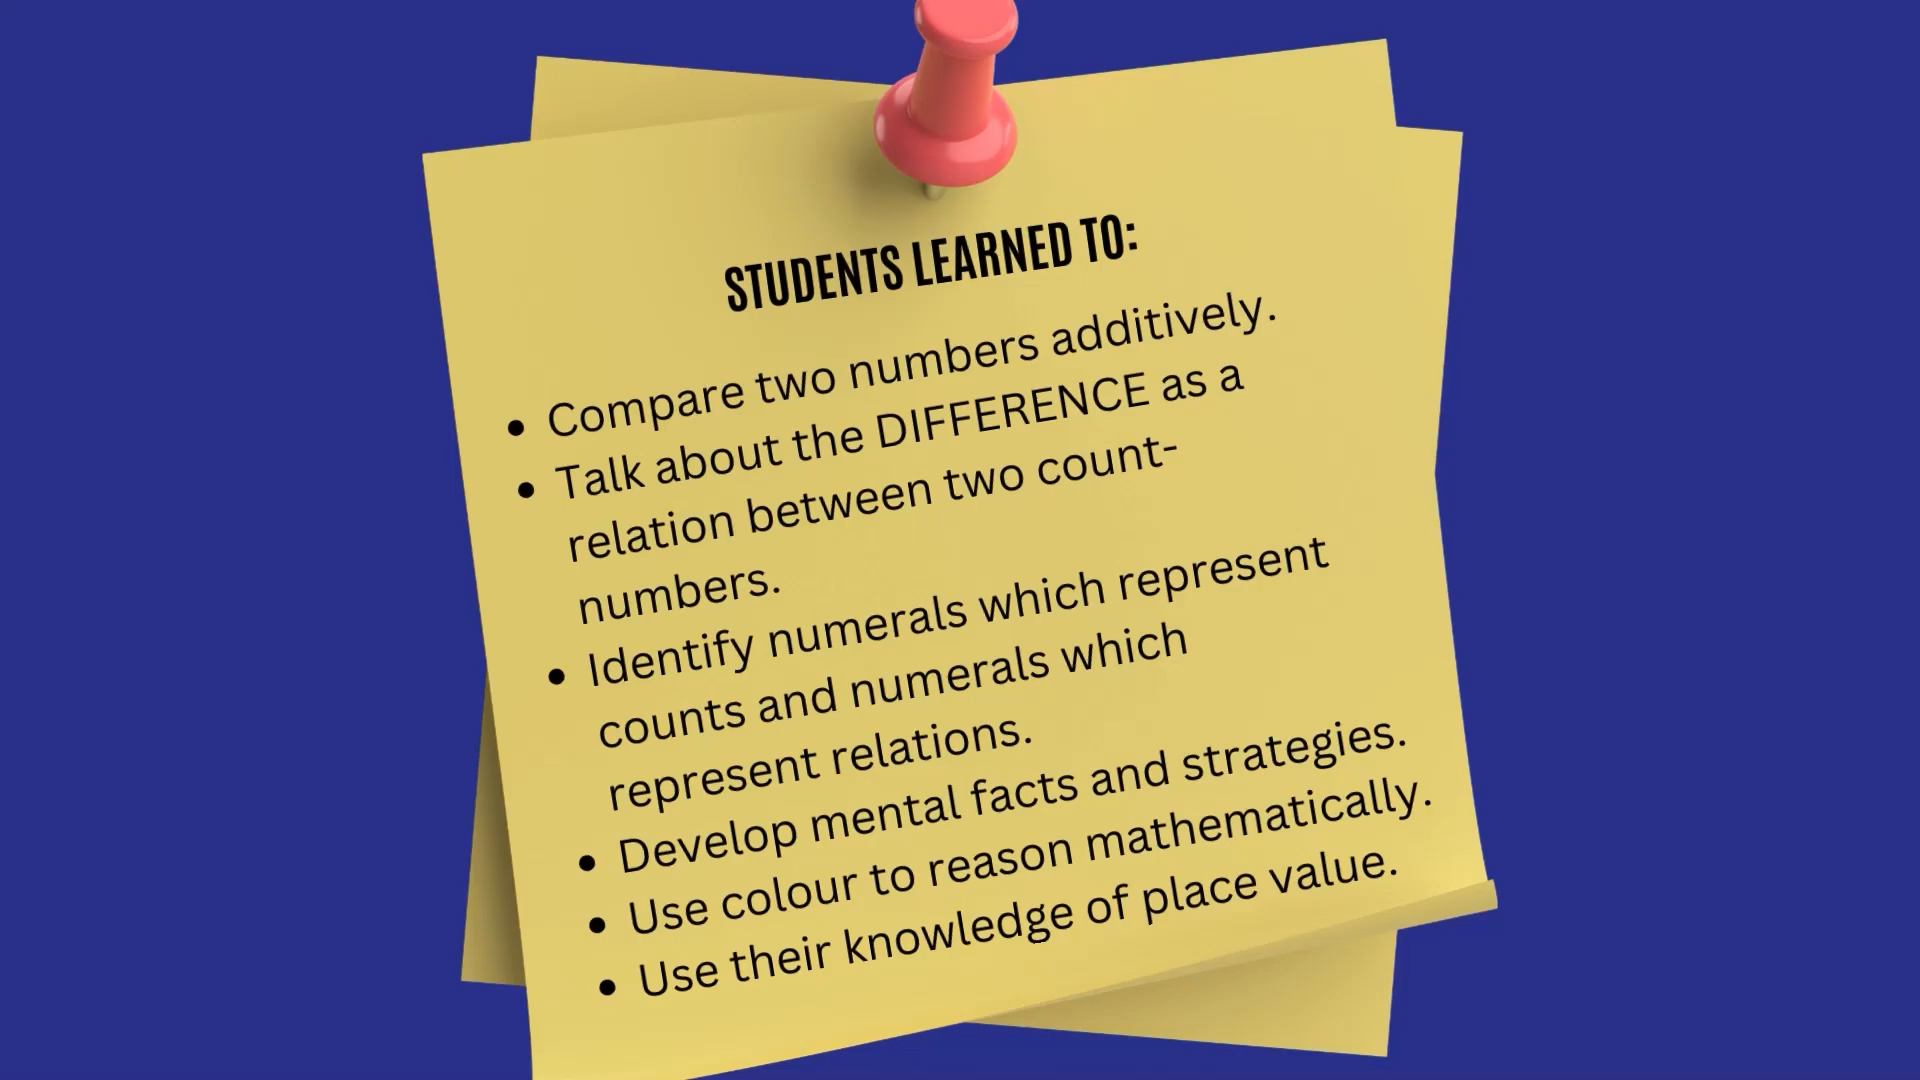 STUDENTS LEARNED TO:
• Compare two numbers additively.
• Talk about the DIFFERENCE as a
relation between two count-
numbers.
• Identify numerals which represent
counts and numerals which
represent relations.
• Develop mental facts and strategies.
• Use colour to reason mathematically.
• Use their knowledge of place value.